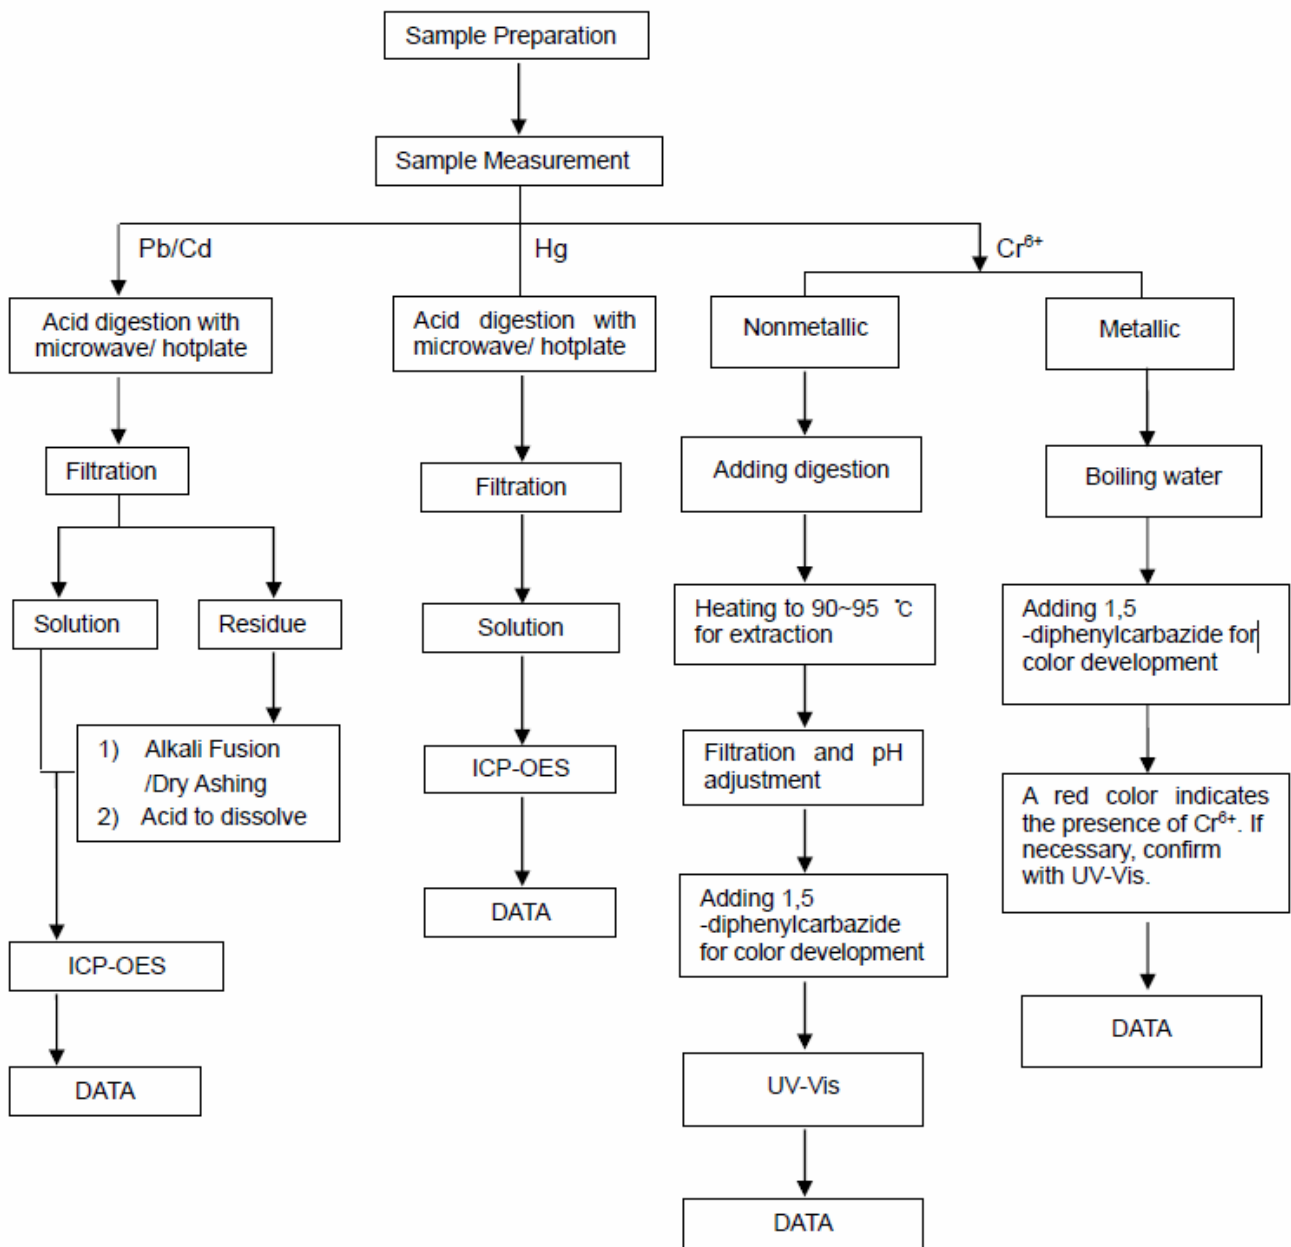 Sample Preparation
Sample Measurement
Pb/Cd
Acid digestion with
microwave/ hotplate
Filtration
Solution
Residue
1) Alkali Fusion
/Dry Ashing
2) Acid to dissolve
ICP-OES
DATA
Hg
Acid digestion with
microwave/ hotplate
Filtration
Solution
ICP-OES
DATA
Cr⁶⁺
Nonmetallic
Adding digestion
Heating to 90~95 ℃
for extraction
Filtration and pH
adjustment
Adding 1,5
-diphenylcarbazide
for color development
UV-Vis
DATA
Metallic
Boiling water
Adding 1,5
-diphenylcarbazide for
color development
A red color indicates
the presence of Cr⁶⁺. If
necessary, confirm
with UV-Vis.
DATA